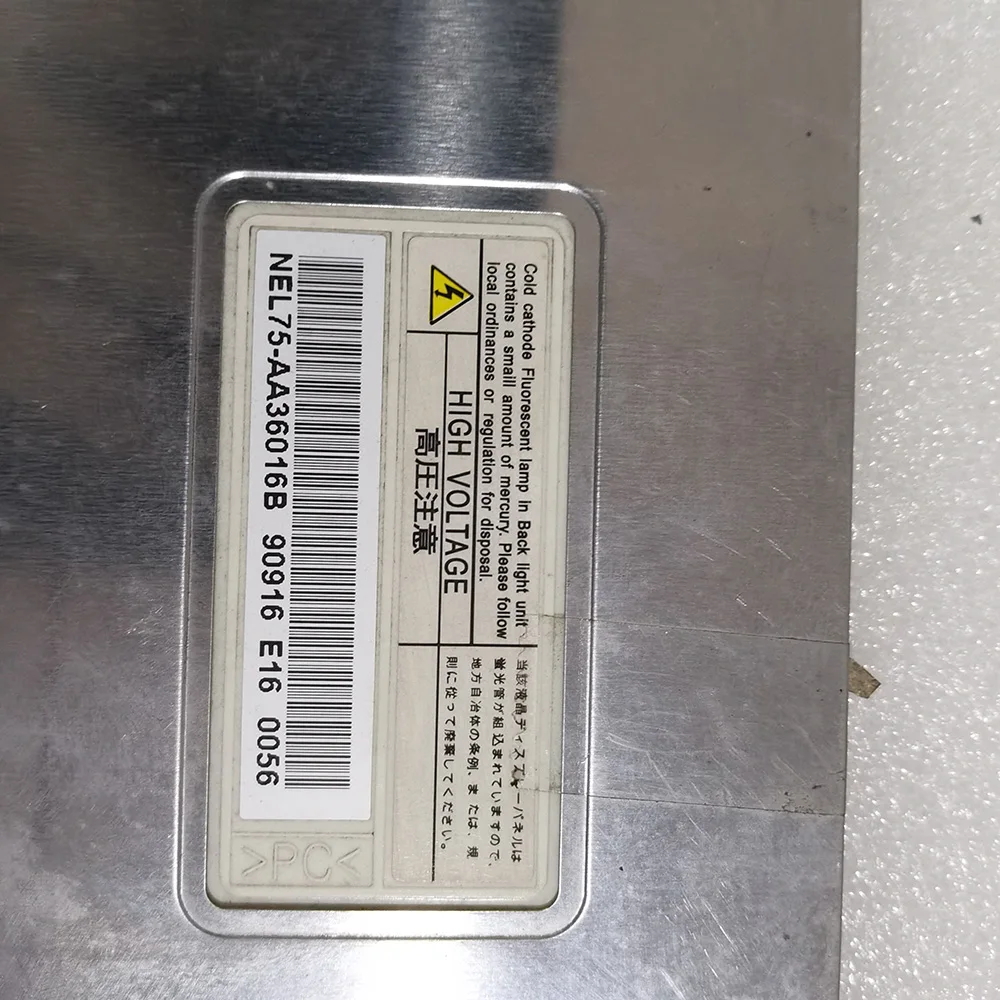 Cold cathode Fluorescent lamp in Back light unit
contains a smaill amount of mercury. Please follow
local ordinances or regulation for disposal.
HIGH VOLTAGE
高圧注意
当該液晶ディスプレーパネルは
蛍光管が組込まれていますので、
地方自冶体の条例、または、規
則に従って廃棄してください。
NEL75-AA36016B 90916 E16 0056
>PC<